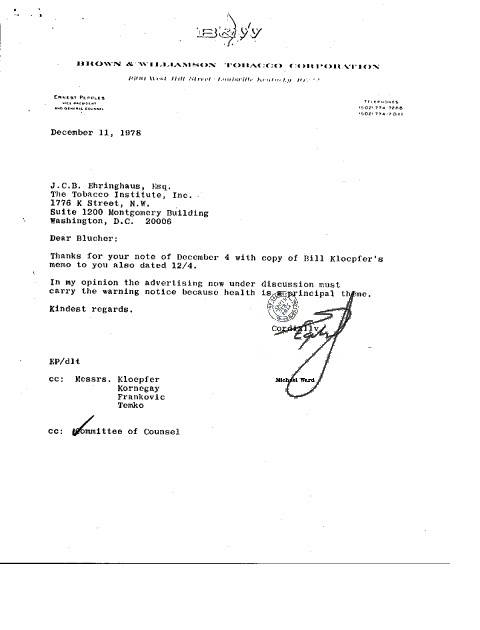 BROWN & WILLIAMSON TOBACCO CORPORATION
West Hill Street Louisville Kentucky
ERNEST PEPPLES
VICE PRESIDENT
AND GENERAL COUNSEL
TELEPHONES
(502) 774-
(502) 774-
December 11, 1978
J.C.B. Ehringhaus, Esq.
The Tobacco Institute, Inc.
1776 K Street, N.W.
Suite 1200 Montgomery Building
Washington, D.C. 20006
Dear Blucher:
Thanks for your note of December 4 with copy of Bill Kloepfer's
memo to you also dated 12/4.
In my opinion the advertising now under discussion must
carry the warning notice because health is a principal theme.
Kindest regards.
Cordially
EP/dlt
cc: Messrs. Kloepfer
Kornegay
Frankovic
Temko
Michael Ward
cc: Committee of Counsel